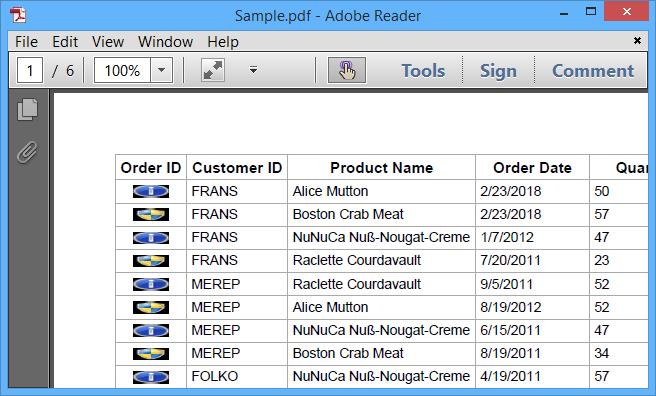 Sample.pdf - Adobe Reader
File Edit View Window Help
1 / 6 100% Tools Sign Comment
Order ID Customer ID Product Name Order Date Quan
FRANS Alice Mutton 2/23/2018 50
FRANS Boston Crab Meat 2/23/2018 57
FRANS NuNuCa Nuß-Nougat-Creme 1/7/2012 47
FRANS Raclette Courdavault 7/20/2011 23
MEREP Raclette Courdavault 9/5/2011 52
MEREP Alice Mutton 8/19/2012 52
MEREP NuNuCa Nuß-Nougat-Creme 6/15/2011 47
MEREP Boston Crab Meat 8/19/2011 34
FOLKO NuNuCa Nuß-Nougat-Creme 4/19/2011 57